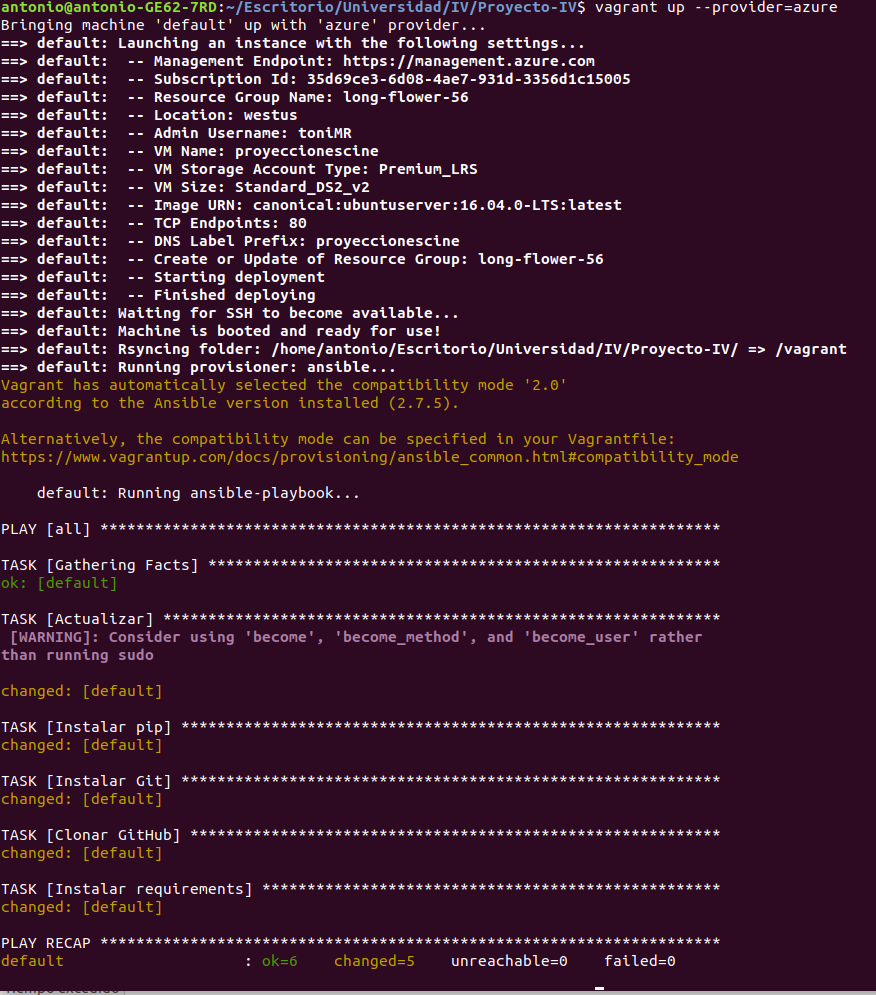 antonio@antonio-GE62-7RD:~/Escritorio/Universidad/IV/Proyecto-IV$ vagrant up --provider=azure
Bringing machine 'default' up with 'azure' provider...
==> default: Launching an instance with the following settings...
==> default:  -- Management Endpoint: https://management.azure.com
==> default:  -- Subscription Id: 35d69ce3-6d08-4ae7-931d-3356d1c15005
==> default:  -- Resource Group Name: long-flower-56
==> default:  -- Location: westus
==> default:  -- Admin Username: toniMR
==> default:  -- VM Name: proyeccionescine
==> default:  -- VM Storage Account Type: Premium_LRS
==> default:  -- VM Size: Standard_DS2_v2
==> default:  -- Image URN: canonical:ubuntuserver:16.04.0-LTS:latest
==> default:  -- TCP Endpoints: 80
==> default:  -- DNS Label Prefix: proyeccionescine
==> default:  -- Create or Update of Resource Group: long-flower-56
==> default:  -- Starting deployment
==> default:  -- Finished deploying
==> default: Waiting for SSH to become available...
==> default: Machine is booted and ready for use!
==> default: Rsyncing folder: /home/antonio/Escritorio/Universidad/IV/Proyecto-IV/ => /vagrant
==> default: Running provisioner: ansible...
Vagrant has automatically selected the compatibility mode '2.0'
according to the Ansible version installed (2.7.5).
Alternatively, the compatibility mode can be specified in your Vagrantfile:
https://www.vagrantup.com/docs/provisioning/ansible_common.html#compatibility_mode
    default: Running ansible-playbook...
PLAY [all] *********************************************************************
TASK [Gathering Facts] *********************************************************
ok: [default]
TASK [Actualizar] **************************************************************
 [WARNING]: Consider using 'become', 'become_method', and 'become_user' rather
than running sudo
changed: [default]
TASK [Instalar pip] ************************************************************
changed: [default]
TASK [Instalar Git] ************************************************************
changed: [default]
TASK [Clonar GitHub] ***********************************************************
changed: [default]
TASK [Instalar requirements] ***************************************************
changed: [default]
PLAY RECAP *********************************************************************
default                    : ok=6    changed=5    unreachable=0    failed=0